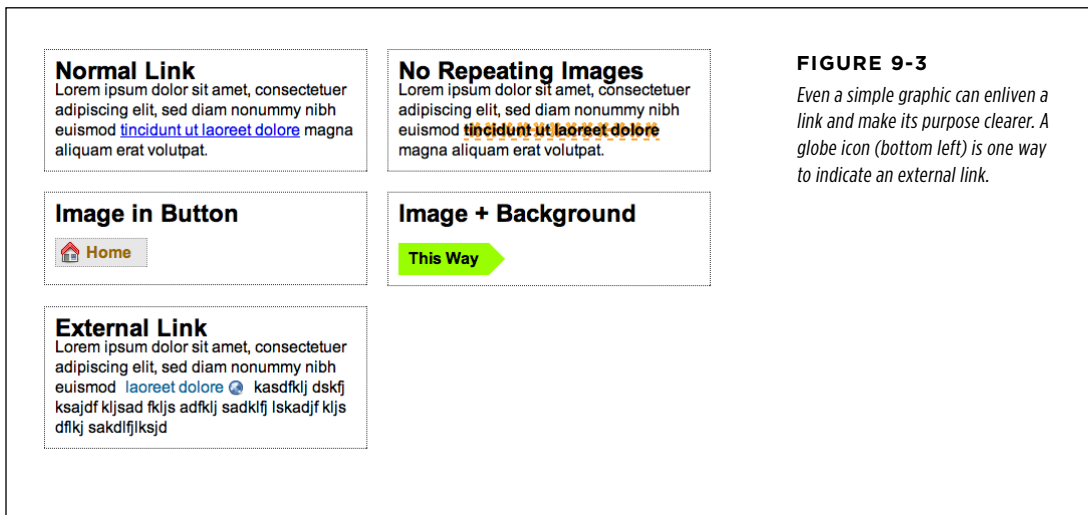 Normal Link
Lorem ipsum dolor sit amet, consectetuer
adipiscing elit, sed diam nonummy nibh
euismod tincidunt ut laoreet dolore magna
aliquam erat volutpat.
No Repeating Images
Lorem ipsum dolor sit amet, consectetuer
adipiscing elit, sed diam nonummy nibh
euismod tincidunt ut laoreet dolore
magna aliquam erat volutpat.
Image in Button
Home
Image + Background
This Way
External Link
Lorem ipsum dolor sit amet, consectetuer
adipiscing elit, sed diam nonummy nibh
euismod laoreet dolore kasdfklj dskfj
ksajdf kljsad fkljs adfklj sadklfj lskadjf kljs
dflkj sakdlfjlksjd
FIGURE 9-3
Even a simple graphic can enliven a
link and make its purpose clearer. A
globe icon (bottom left) is one way
to indicate an external link.